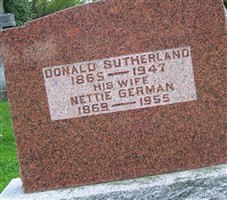 DONALD SUTHERLAND
1865 — 1947
HIS WIFE
NETTIE GERMAN
1869 — 1955